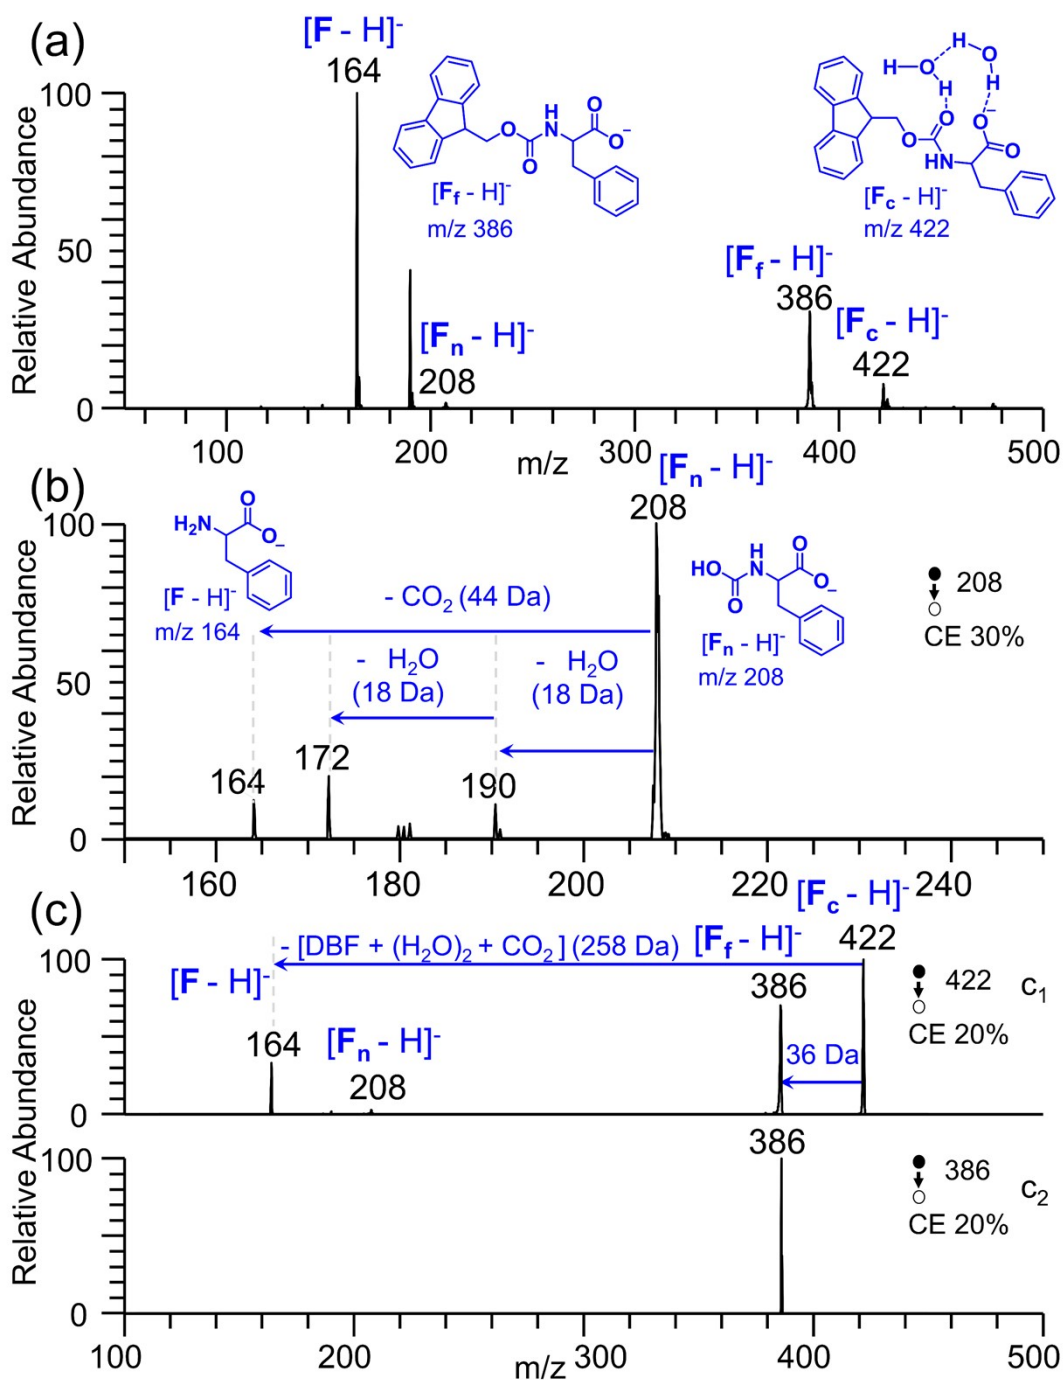 (a)
[F - H]⁻
164
100
50
0
Relative Abundance
O
H
N
O
O
O⁻
[Ff - H]⁻
m/z 386
H
O
H
H-O
H
O
O⁻
O
HN
O
[Fc - H]⁻
m/z 422
[Fn - H]⁻
208
[Ff - H]⁻
386
[Fc - H]⁻
422
100
200
m/z
300
400
500
(b)
[Fn - H]⁻
208
100
50
0
Relative Abundance
H₂N
O
O⁻
[F - H]⁻
m/z 164
- CO₂ (44 Da)
- H₂O
(18 Da)
- H₂O
(18 Da)
HO
H
N
O
O
O⁻
[Fn - H]⁻
m/z 208
208
CE 30%
164
172
190
160
180
200
220
240
(c)
[Fc - H]⁻
- [DBF + (H₂O)₂ + CO₂] (258 Da)
[Ff - H]⁻
422
100
[F - H]⁻
386
422
c₁
CE 20%
164
[Fn - H]⁻
208
36 Da
0
Relative Abundance
386
100
386
c₂
CE 20%
50
0
100
200
m/z
300
400
500